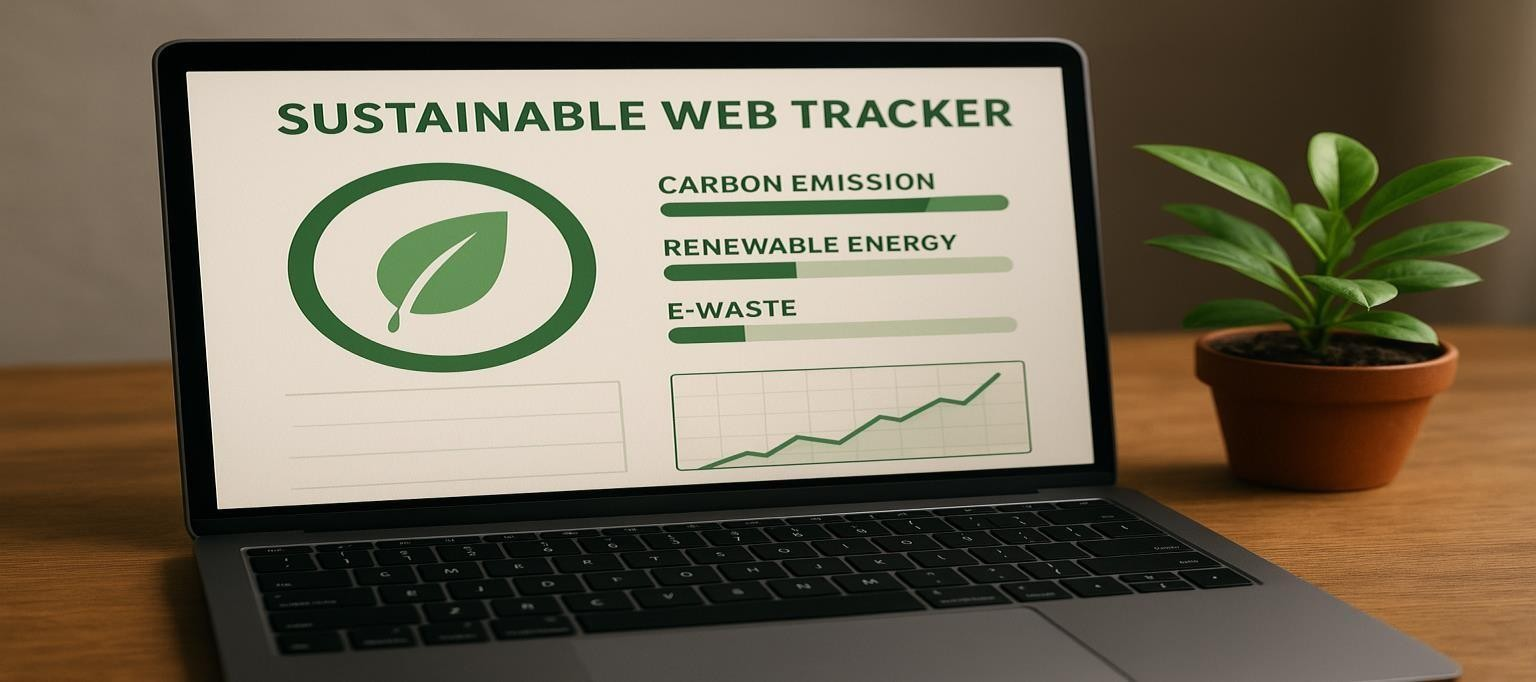 SUSTAINABLE WEB TRACKER
CARBON EMISSION
RENEWABLE ENERGY
E-WASTE